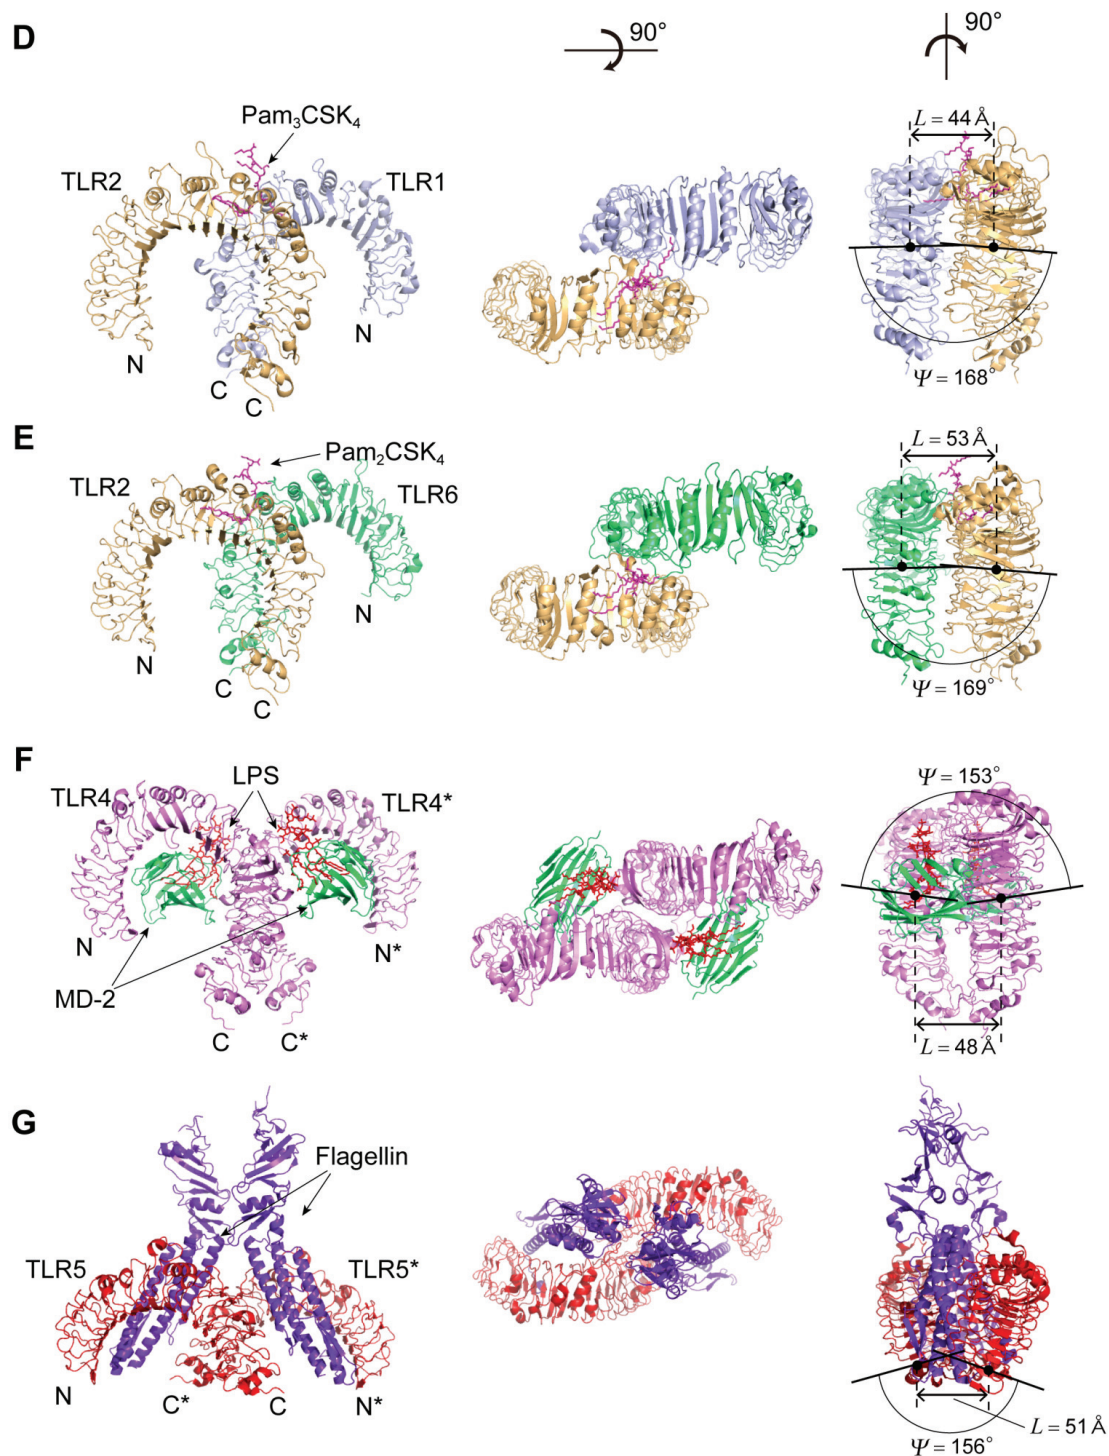 D
90°
90°
Pam₃CSK₄
TLR2
TLR1
N
N
C
C
L = 44 Å
Ψ = 168°
E
Pam₂CSK₄
TLR2
TLR6
N
N
C
C
L = 53 Å
Ψ = 169°
F
LPS
TLR4
TLR4*
N
N*
MD-2
C
C*
Ψ = 153°
L = 48 Å
G
Flagellin
TLR5
TLR5*
N
C*
C
N*
L = 51 Å
Ψ = 156°